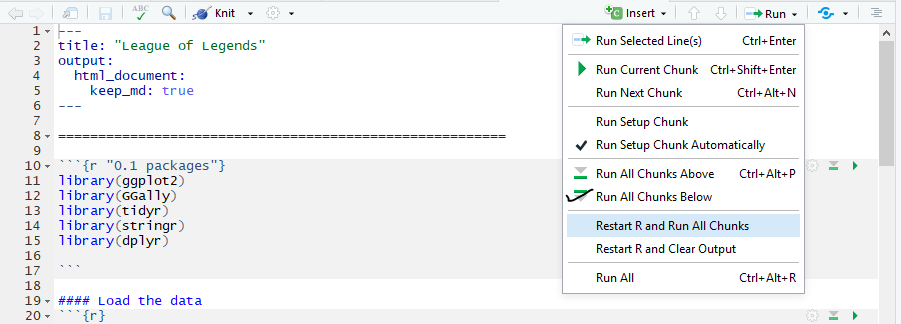 Knit
Insert
Run
1 ---
2 title: "League of Legends"
3 output:
4   html_document:
5     keep_md: true
6 ---
7
8 ========================================================
9
10 ```{r "0.1 packages"}
11 library(ggplot2)
12 library(GGally)
13 library(tidyr)
14 library(stringr)
15 library(dplyr)
16
17 ```
18
19 #### Load the data
20 ```{r}
Run Selected Line(s) Ctrl+Enter
Run Current Chunk Ctrl+Shift+Enter
Run Next Chunk Ctrl+Alt+N
Run Setup Chunk
Run Setup Chunk Automatically
Run All Chunks Above Ctrl+Alt+P
Run All Chunks Below
Restart R and Run All Chunks
Restart R and Clear Output
Run All Ctrl+Alt+R